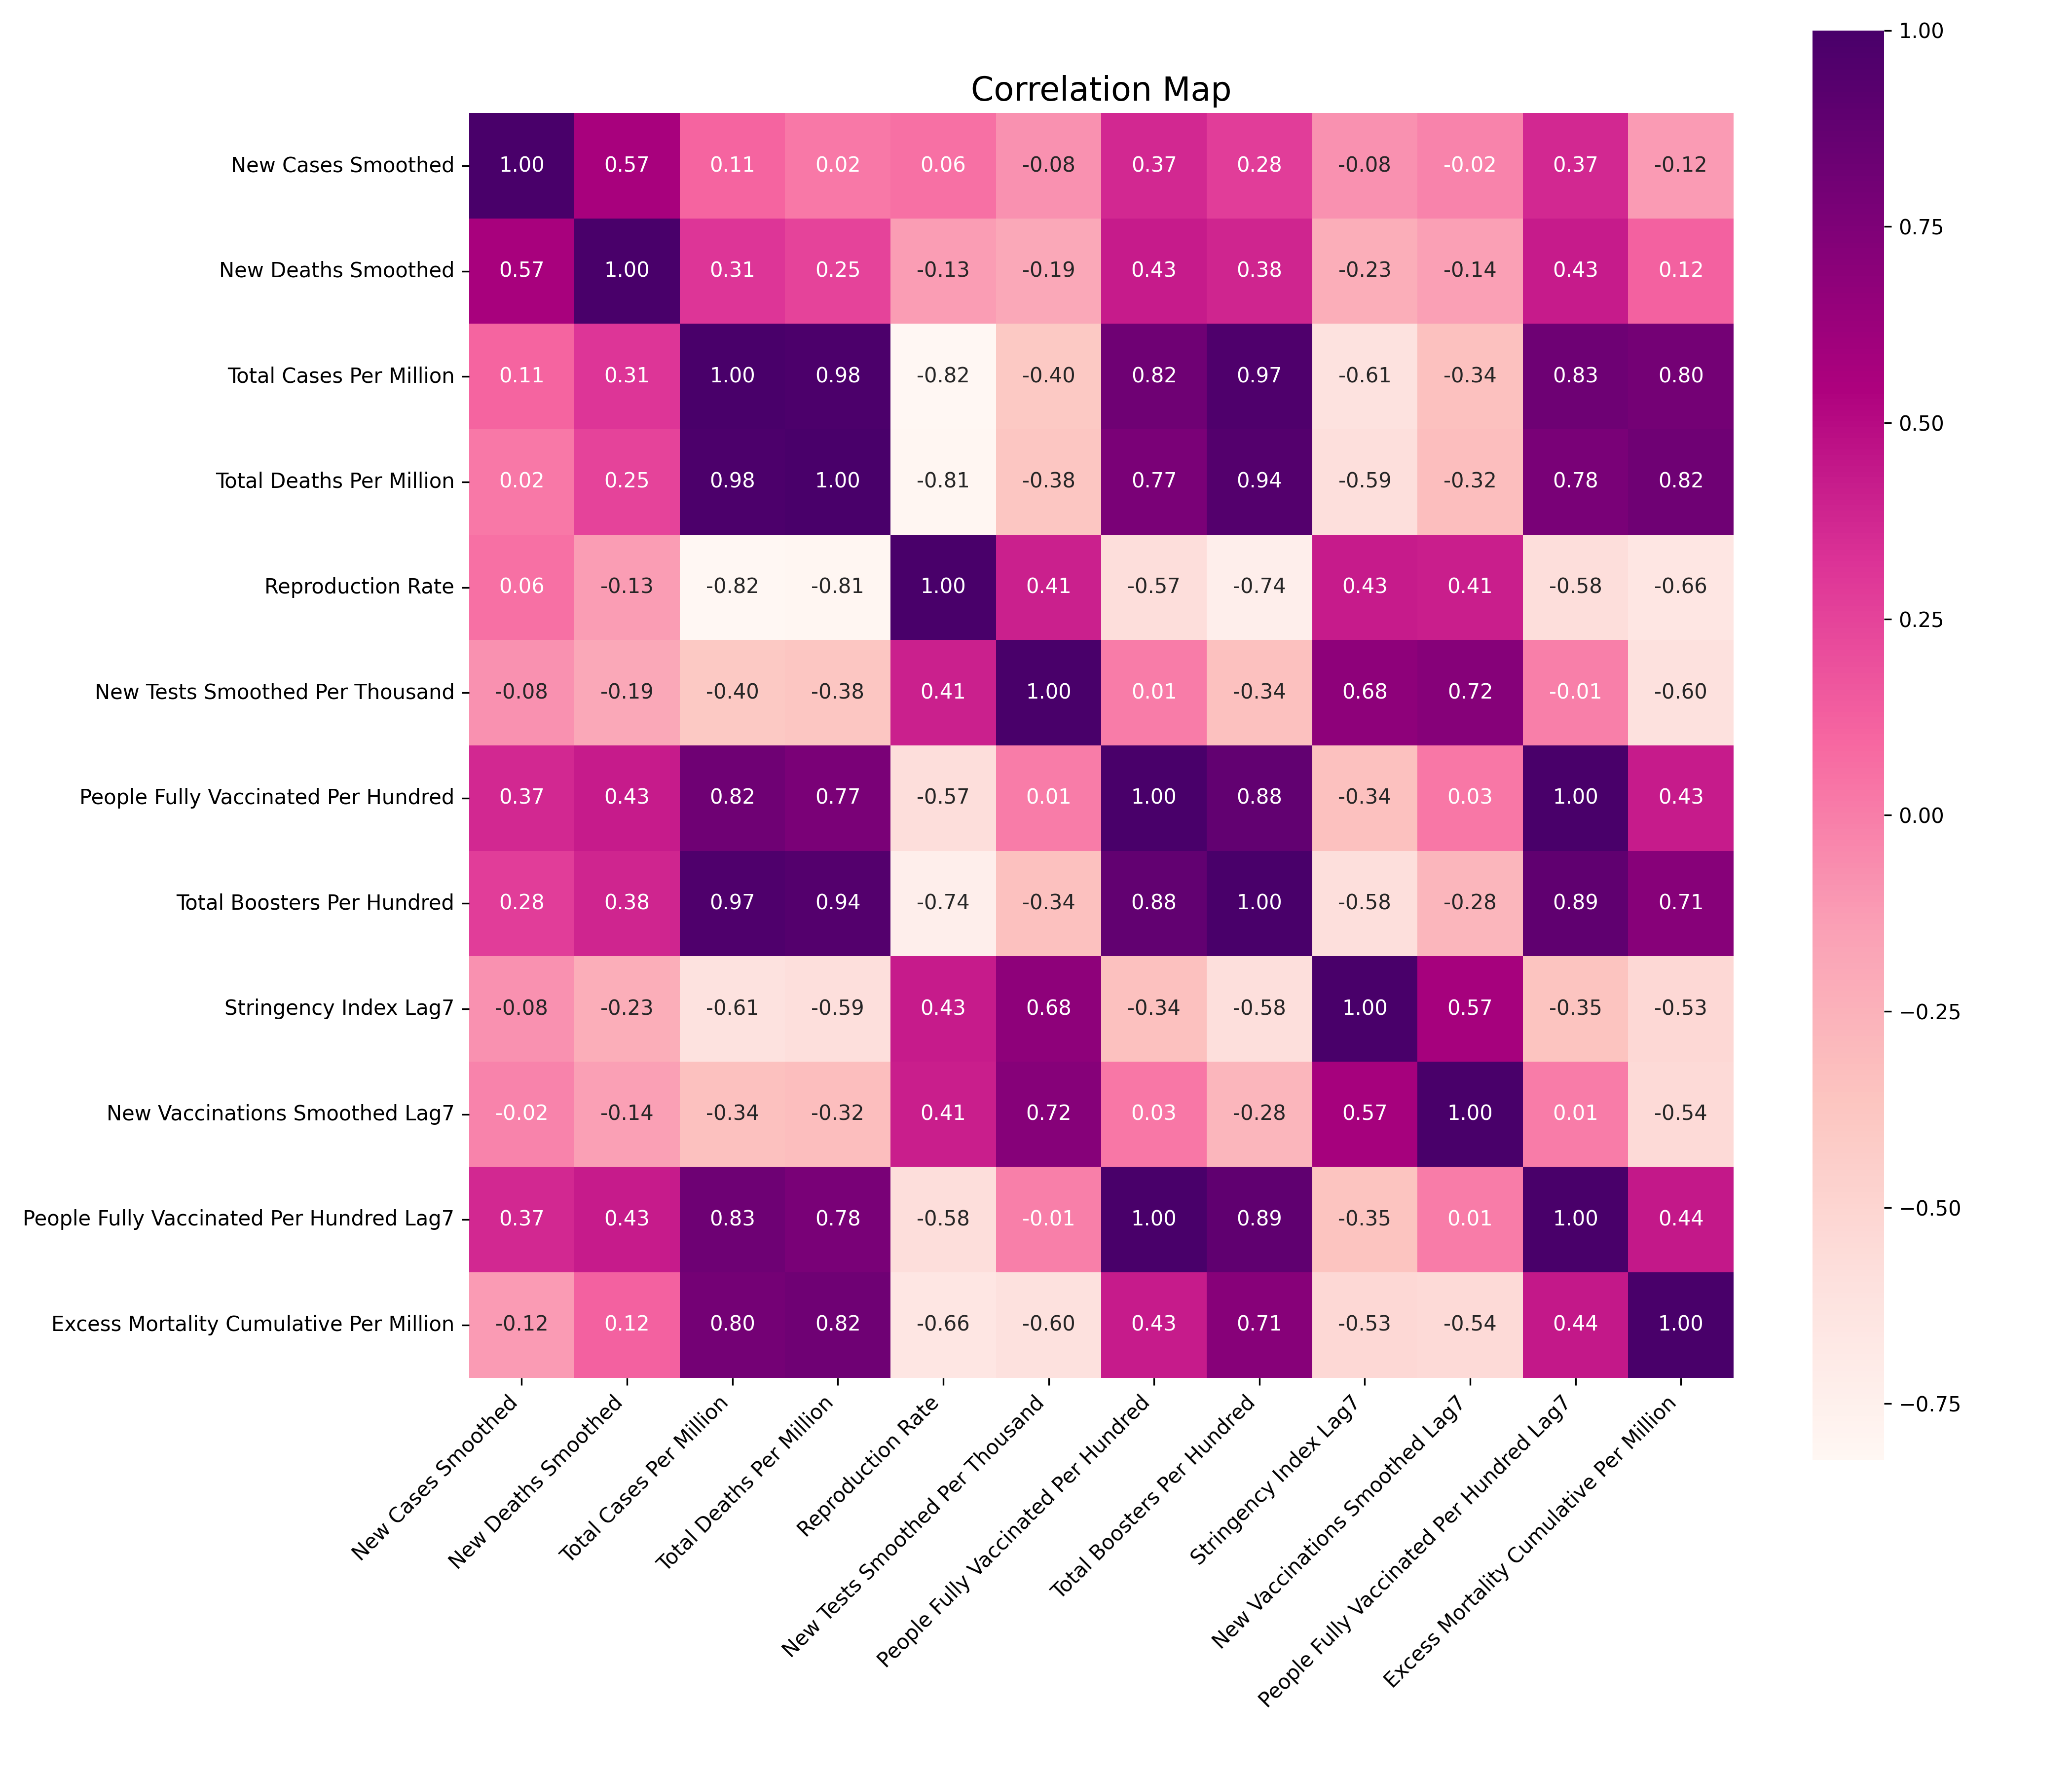 Correlation Map
New Cases Smoothed 1.00 0.57 0.11 0.02 0.06 -0.08 0.37 0.28 -0.08 -0.02 0.37 -0.12
New Deaths Smoothed 0.57 1.00 0.31 0.25 -0.13 -0.19 0.43 0.38 -0.23 -0.14 0.43 0.12
Total Cases Per Million 0.11 0.31 1.00 0.98 -0.82 -0.40 0.82 0.97 -0.61 -0.34 0.83 0.80
Total Deaths Per Million 0.02 0.25 0.98 1.00 -0.81 -0.38 0.77 0.94 -0.59 -0.32 0.78 0.82
Reproduction Rate 0.06 -0.13 -0.82 -0.81 1.00 0.41 -0.57 -0.74 0.43 0.41 -0.58 -0.66
New Tests Smoothed Per Thousand -0.08 -0.19 -0.40 -0.38 0.41 1.00 0.01 -0.34 0.68 0.72 -0.01 -0.60
People Fully Vaccinated Per Hundred 0.37 0.43 0.82 0.77 -0.57 0.01 1.00 0.88 -0.34 0.03 1.00 0.43
Total Boosters Per Hundred 0.28 0.38 0.97 0.94 -0.74 -0.34 0.88 1.00 -0.58 -0.28 0.89 0.71
Stringency Index Lag7 -0.08 -0.23 -0.61 -0.59 0.43 0.68 -0.34 -0.58 1.00 0.57 -0.35 -0.53
New Vaccinations Smoothed Lag7 -0.02 -0.14 -0.34 -0.32 0.41 0.72 0.03 -0.28 0.57 1.00 0.01 -0.54
People Fully Vaccinated Per Hundred Lag7 0.37 0.43 0.83 0.78 -0.58 -0.01 1.00 0.89 -0.35 0.01 1.00 0.44
Excess Mortality Cumulative Per Million -0.12 0.12 0.80 0.82 -0.66 -0.60 0.43 0.71 -0.53 -0.54 0.44 1.00
New Cases Smoothed
New Deaths Smoothed
Total Cases Per Million
Total Deaths Per Million
Reproduction Rate
New Tests Smoothed Per Thousand
People Fully Vaccinated Per Hundred
Total Boosters Per Hundred
Stringency Index Lag7
New Vaccinations Smoothed Lag7
People Fully Vaccinated Per Hundred Lag7
Excess Mortality Cumulative Per Million
1.00
0.75
0.50
0.25
0.00
−0.25
−0.50
−0.75